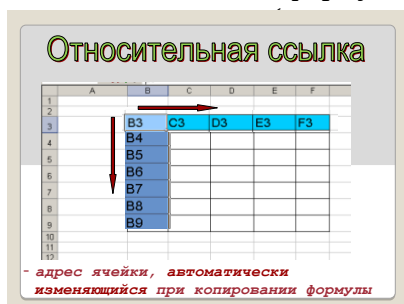 Относительная ссылка
A B C D E F
1
2
3 B3 C3 D3 E3 F3
4 B4
5 B5
6 B6
7 B7
8 B8
9 B9
10
11
12
- адрес ячейки, автоматически
изменяющийся при копировании формулы